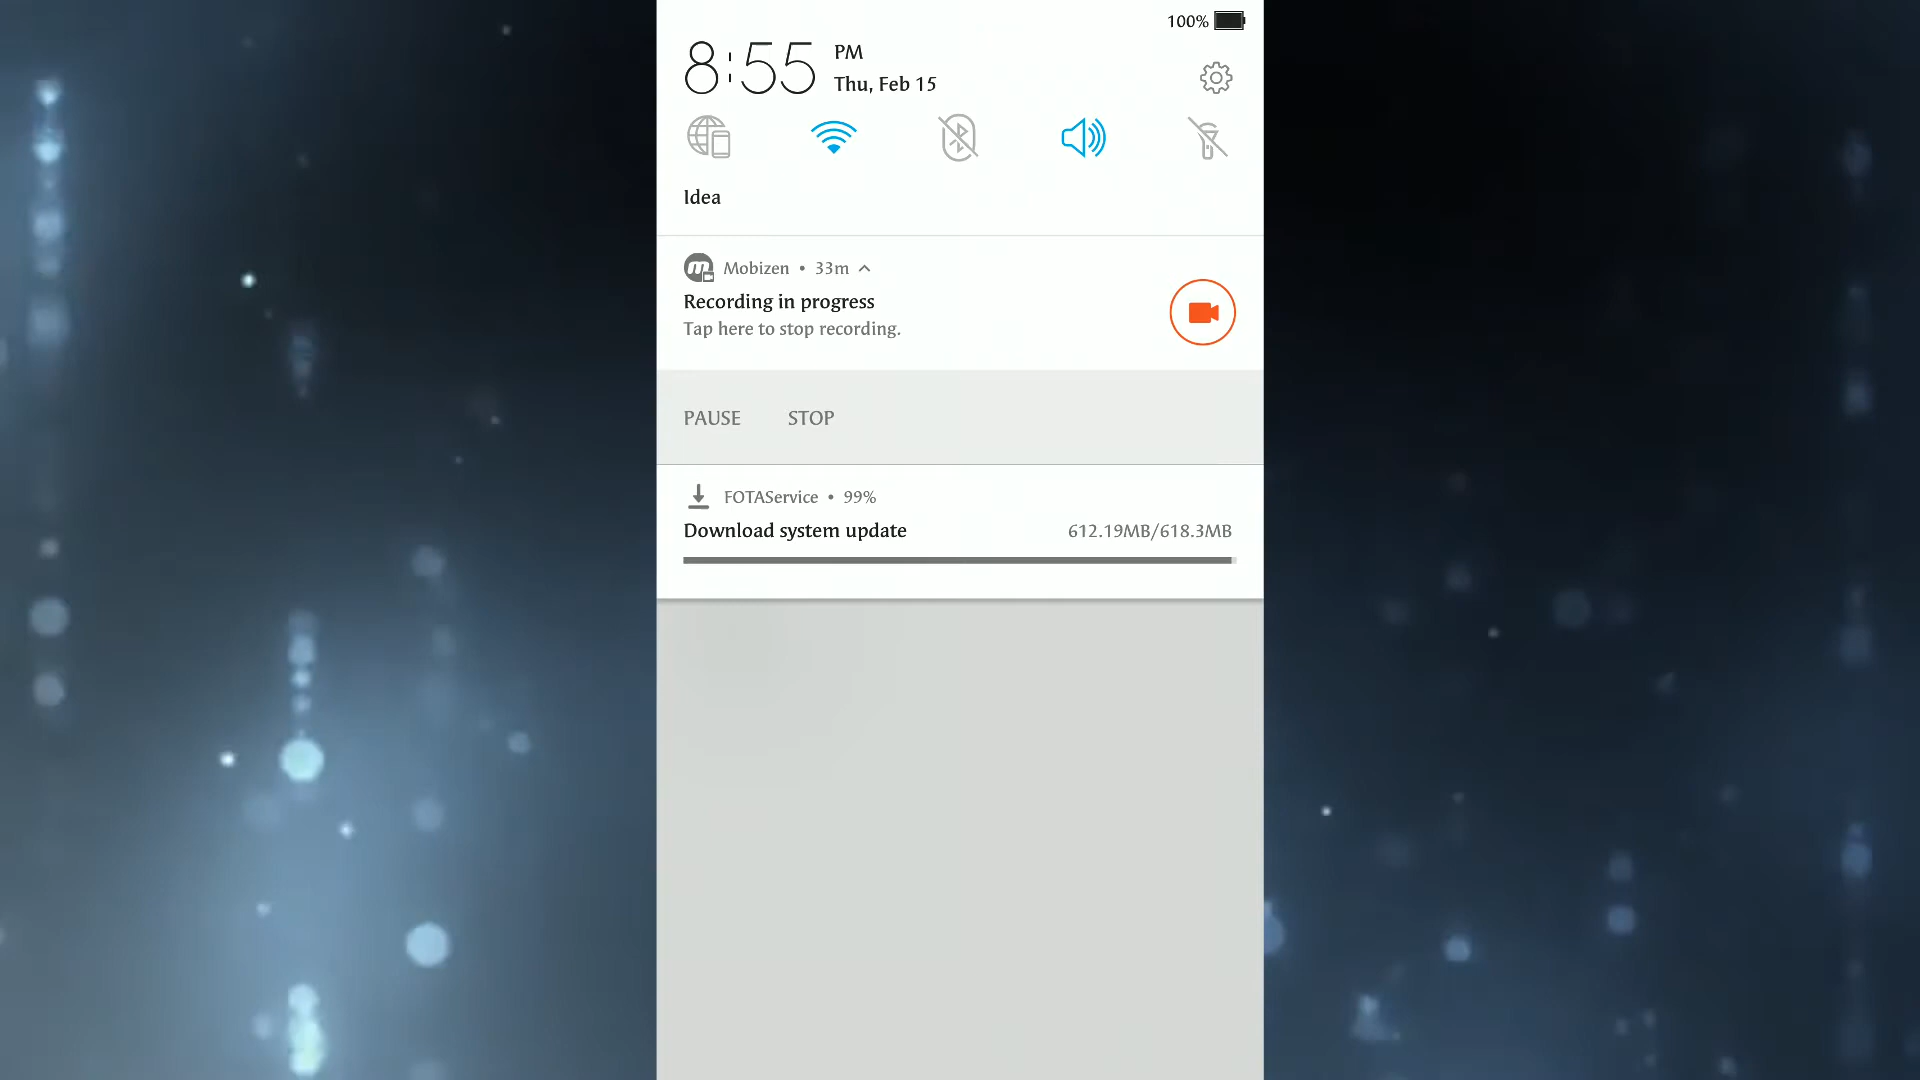 100%
8:55
PM
Thu, Feb 15
Idea
Mobizen • 33m
Recording in progress
Tap here to stop recording.
PAUSE STOP
FOTAService • 99%
Download system update 612.19MB/618.3MB